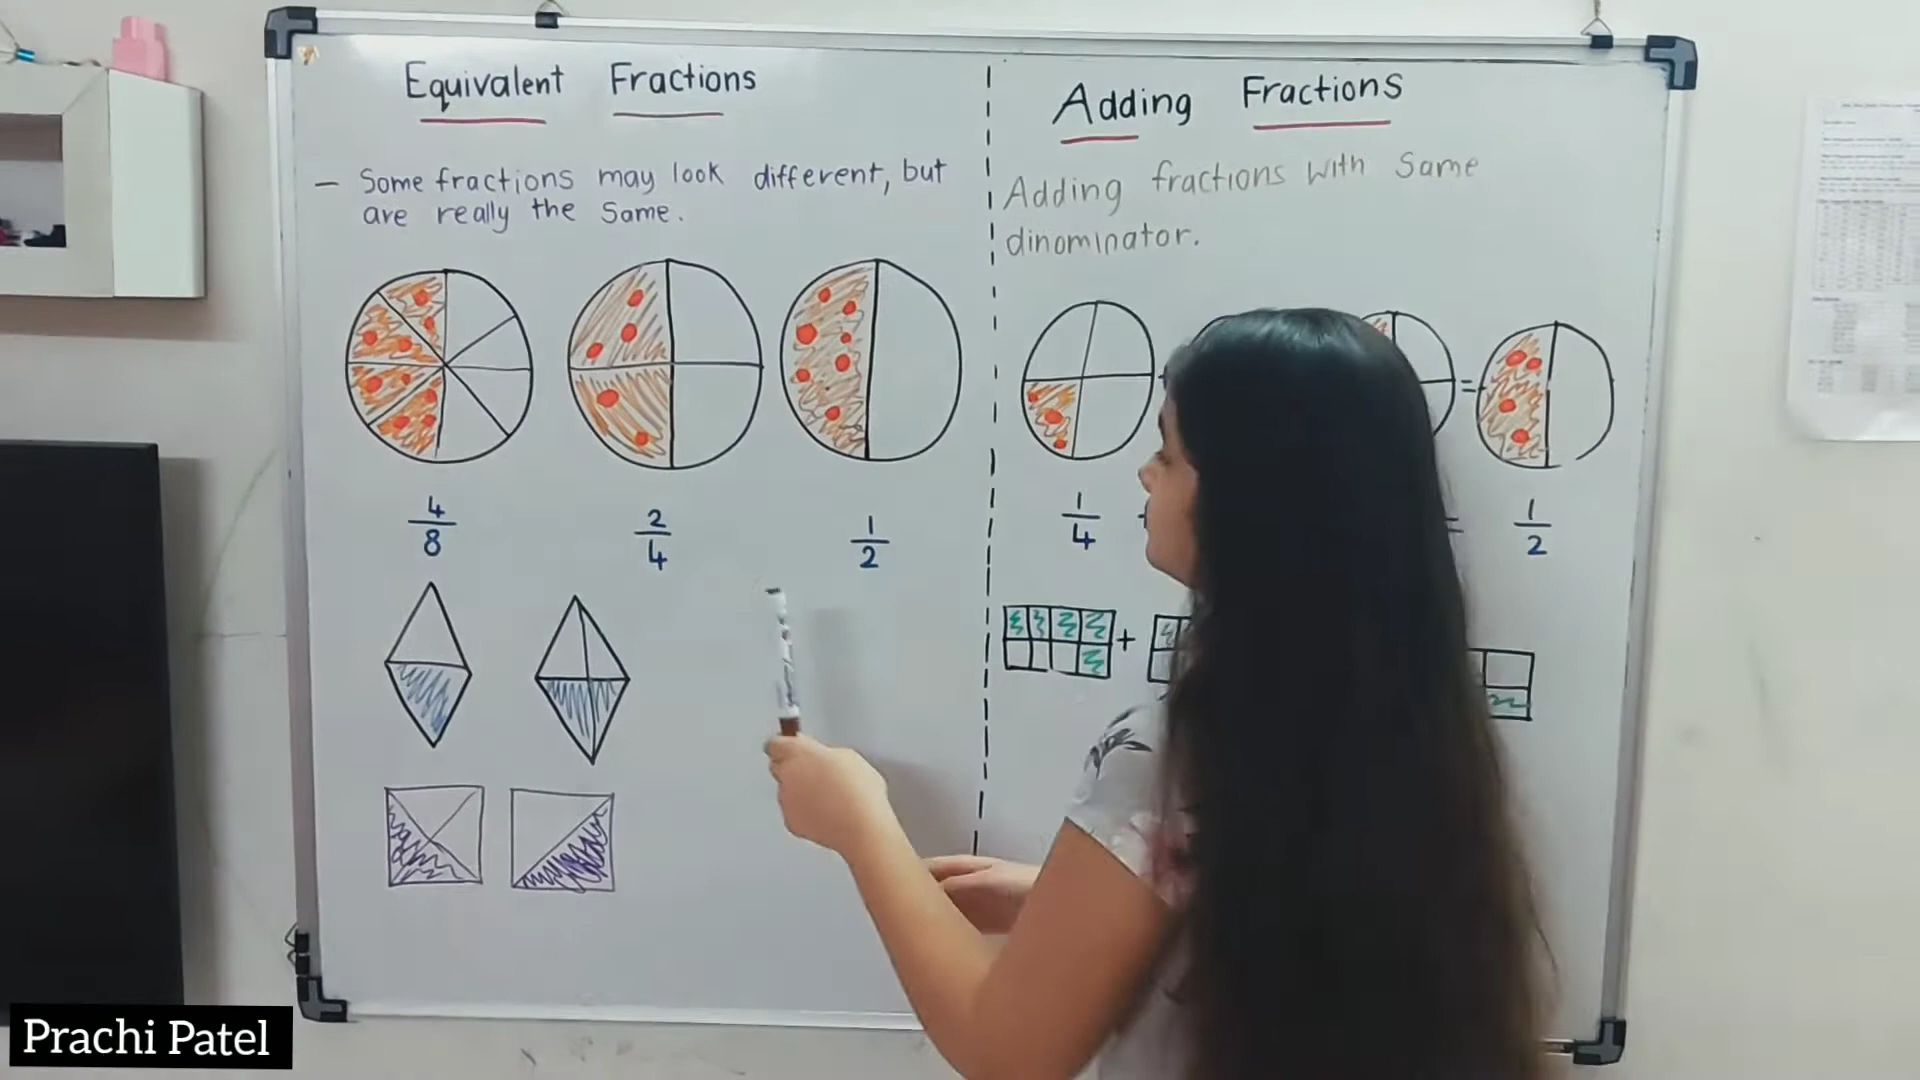 Equivalent Fractions
– Some fractions may look different, but
are really the Same.
4/8
2/4
1/2
Adding Fractions
Adding fractions with Same
dinominator.
=
1/4
= 1/2
+
Prachi Patel